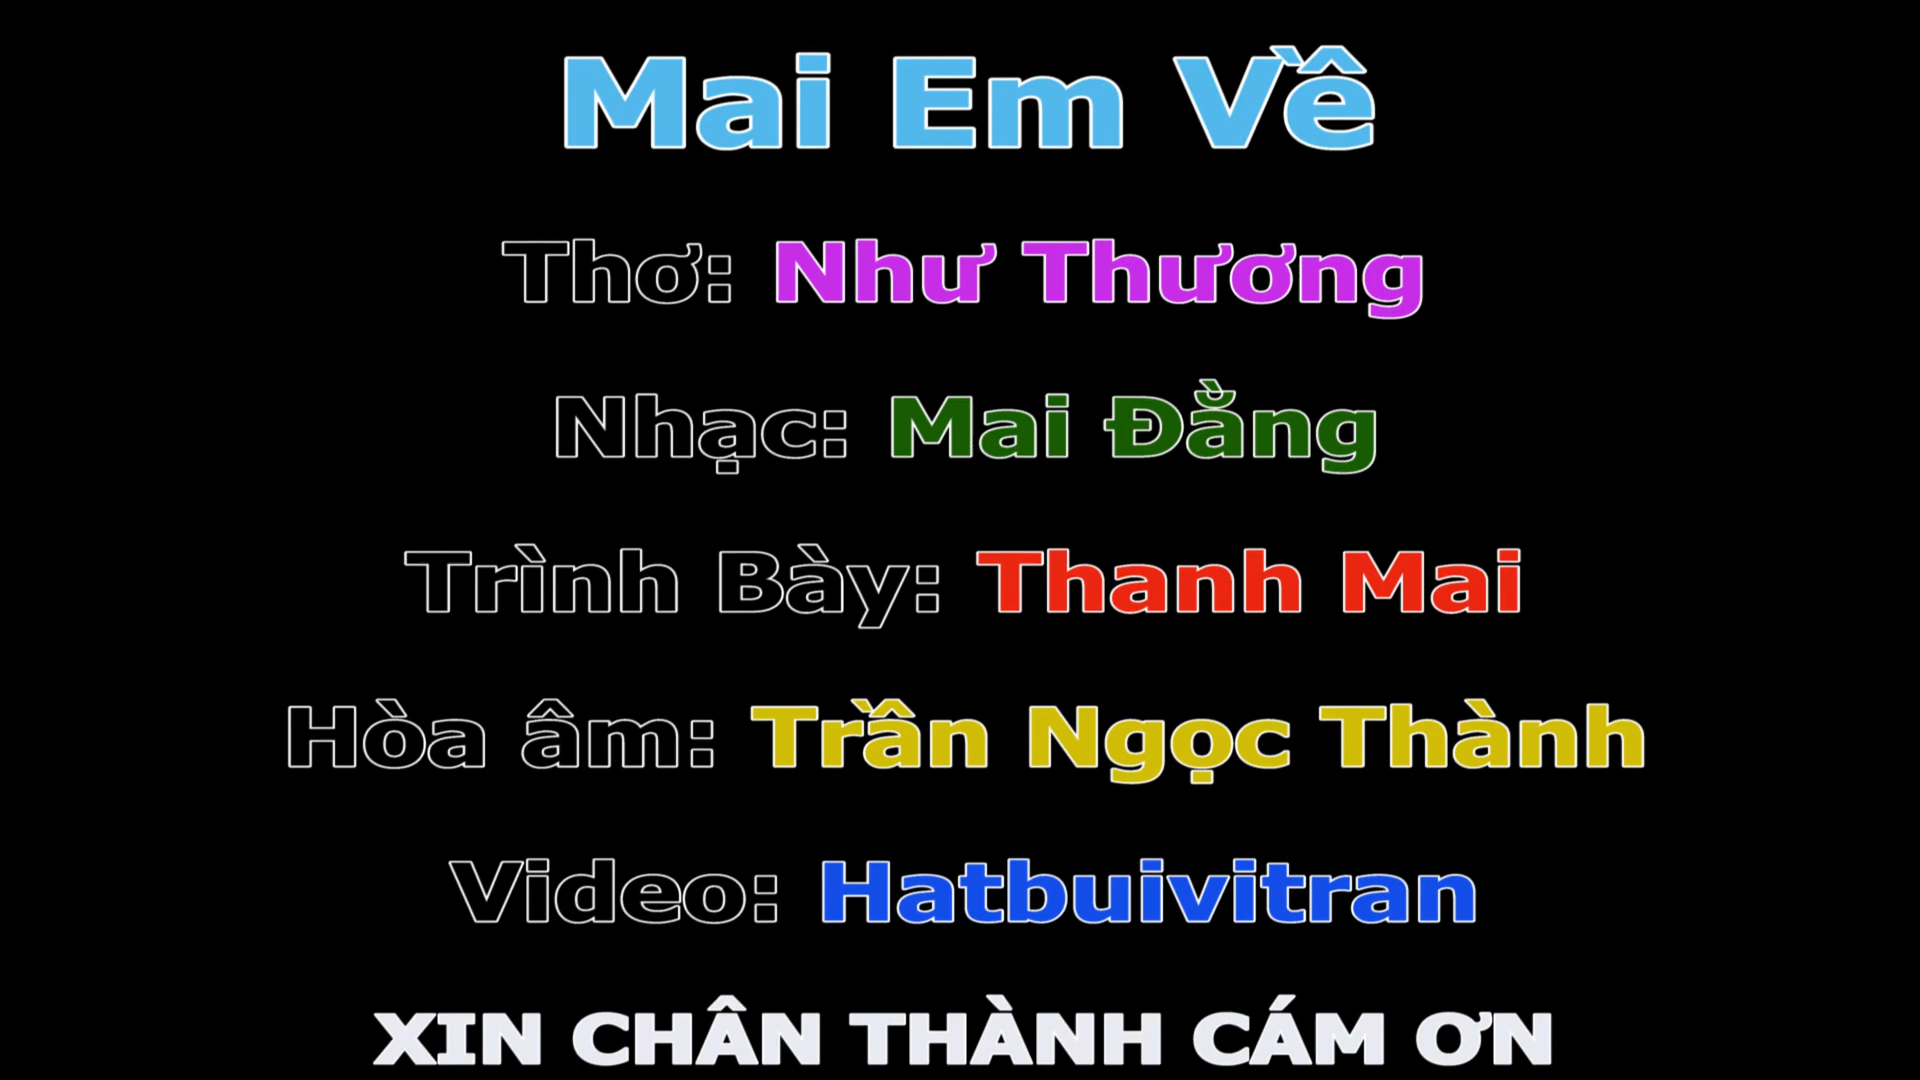 Mai Em Về
Thơ: Như Thương
Nhạc: Mai Đằng
Trình Bày: Thanh Mai
Hòa âm: Trần Ngọc Thành
Video: Hatbuivitran
XIN CHÂN THÀNH CÁM ƠN